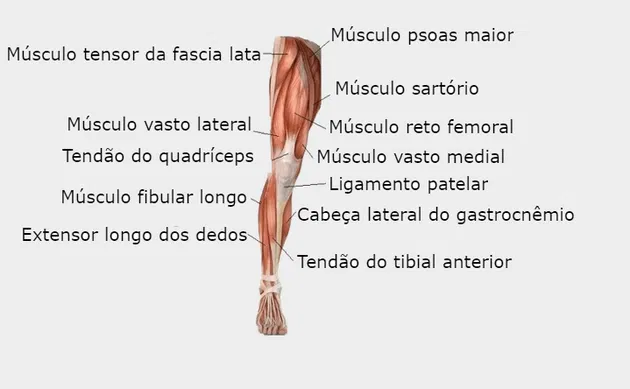 Músculo psoas maior
Músculo tensor da fascia lata
Músculo sartório
Músculo vasto lateral
Músculo reto femoral
Tendão do quadríceps
Músculo vasto medial
Ligamento patelar
Músculo fibular longo
Cabeça lateral do gastrocnêmio
Extensor longo dos dedos
Tendão do tibial anterior